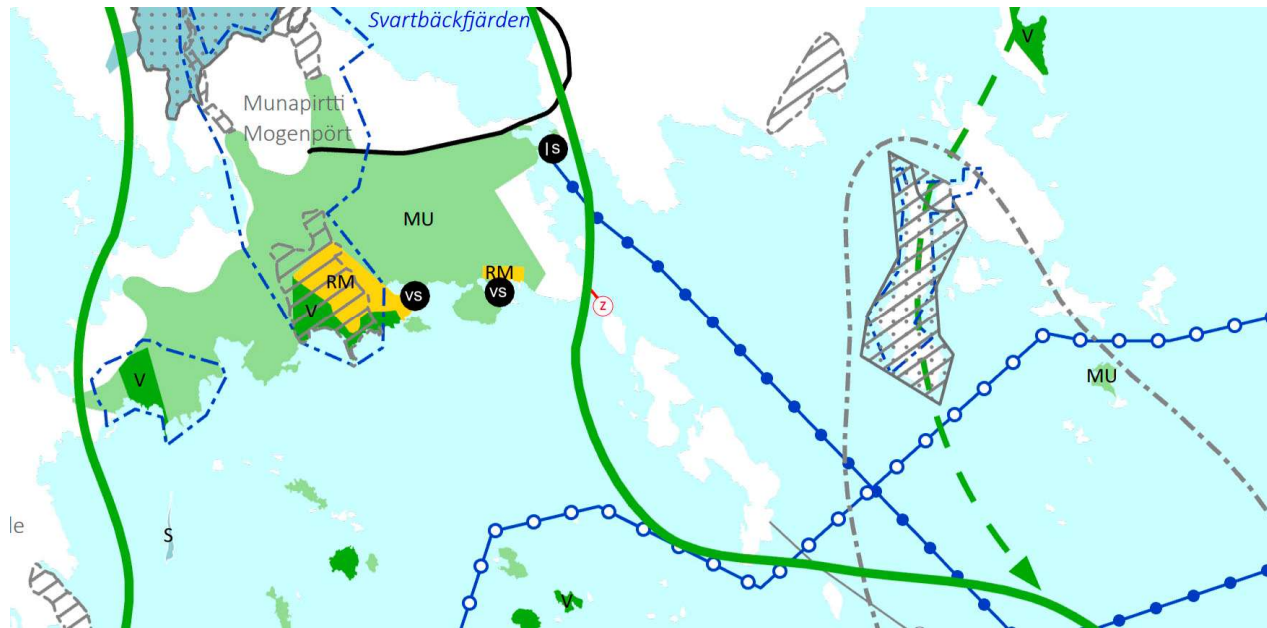 Svartbäckfjärden
V
Munapirtti
Mogenpört
IS
MU
RM
RM
VS
VS
V
z
V
MU
le
S
V